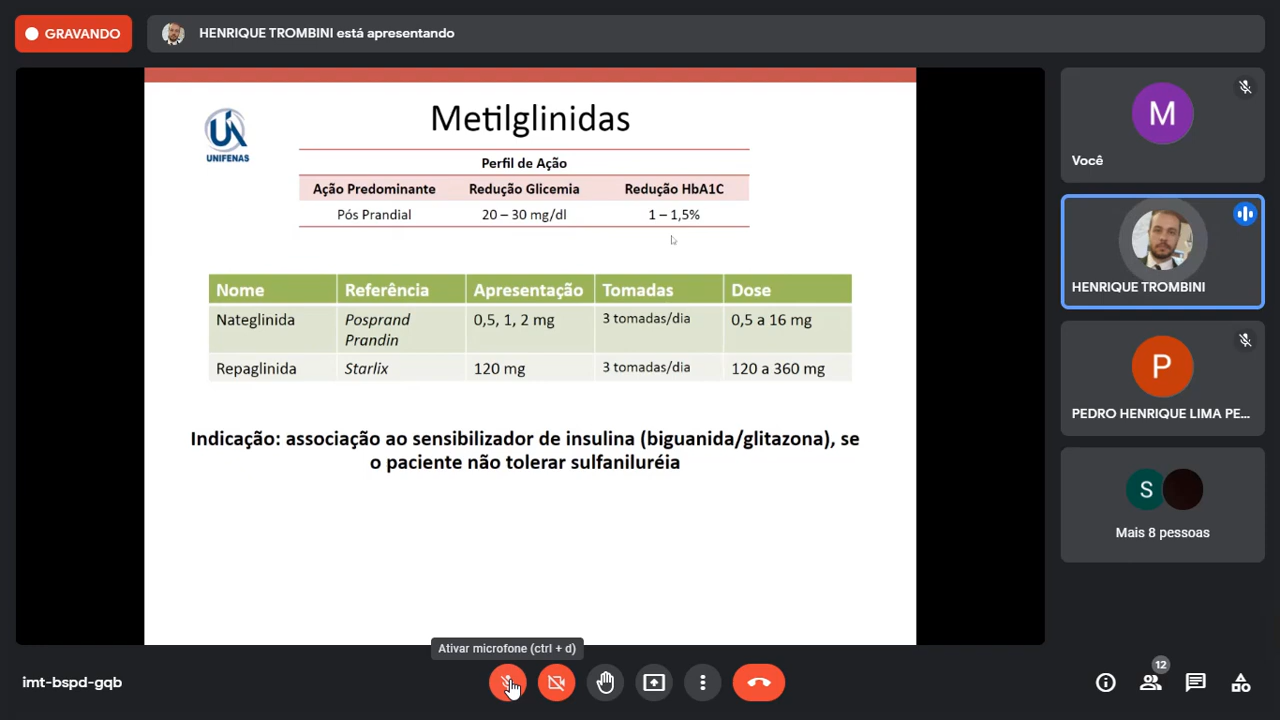 GRAVANDO
HENRIQUE TROMBINI está apresentando
Metilglinidas
UNIFENAS
Perfil de Ação
Ação Predominante Redução Glicemia Redução HbA1C
Pós Prandial 20 – 30 mg/dl 1 – 1,5%
Nome Referência Apresentação Tomadas Dose
Nateglinida Posprand 0,5, 1, 2 mg 3 tomadas/dia 0,5 a 16 mg
Prandin
Repaglinida Starlix 120 mg 3 tomadas/dia 120 a 360 mg
Indicação: associação ao sensibilizador de insulina (biguanida/glitazona), se
o paciente não tolerar sulfaniluréia
M
Você
HENRIQUE TROMBINI
P
PEDRO HENRIQUE LIMA PE...
S
Mais 8 pessoas
Ativar microfone (ctrl + d)
imt-bspd-gqb
12